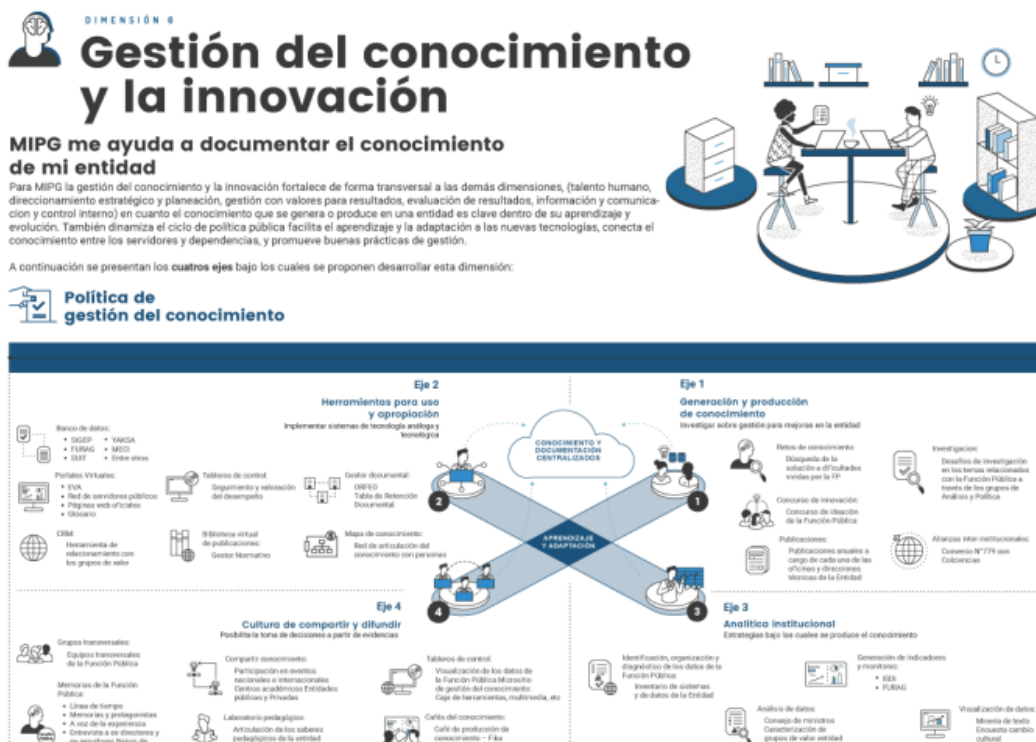 DIMENSIÓN 6
Gestión del conocimiento
y la innovación
MIPG me ayuda a documentar el conocimiento
de mi entidad
Para MIPG la gestión del conocimiento y la innovación fortalece de forma transversal a las demás dimensiones, (talento humano,
direccionamiento estratégico y planeación, gestión con valores para resultados, evaluación de resultados, información y comunica-
cion y control interno) en cuanto el conocimiento que se genera o produce en una entidad es clave dentro de su aprendizaje y
evolución. También dinamiza el ciclo de política pública facilita el aprendizaje y la adaptación a las nuevas tecnologías, conecta el
conocimiento entre los servidores y dependencias, y promueve buenas prácticas de gestión.
A continuación se presentan los cuatros ejes bajo los cuales se proponen desarrollar esta dimensión:
Política de
gestión del conocimiento
Eje 2
Herramientas para uso
y apropiación
Implementar sistemas de tecnología análoga y
tecnológica
Banco de datos:
• SIGEP • YAKSA
• FURAG • MECI
• SUIT • Entre otros
Portales Virtuales:
• EVA
• Red de servidores públicos
• Páginas web oficiales
• Glosario
Tableros de control
Seguimiento y valoración
del desempeño
Gestor documental:
ORFEO
Tabla de Retención
Documental
CRM:
Herramienta de
relacionamiento con
los grupos de valor
Biblioteca virtual
de publicaciones:
Gestor Normativo
Mapa de conocimiento:
Red de articulación del
conocimiento con personas
CONOCIMIENTO Y
DOCUMENTACIÓN
CENTRALIZADOS
2
1
APRENDIZAJE
Y ADAPTACIÓN
4
3
Eje 1
Generación y producción
de conocimiento
Investigar sobre gestión para mejoras en la entidad
Retos de conocimiento:
Búsqueda de la
solución a dificultades
vividas por la FP
Investigacion:
Desafíos de investigación
en los temas relacionados
con la Función Pública a
través de los grupos de
Análisis y Política
Concurso de innovación:
Concurso de ideación
de la Función Pública
Publicaciones:
Publicaciones anuales a
cargo de cada una de las
oficinas y direcciones
técnicas de la Entidad
Alianzas inter-institucionales:
Convenio N°779 con
Colciencias
Eje 4
Cultura de compartir y difundir
Posibilita la toma de decisiones a partir de evidencias
Grupos transversales:
Equipos transversales
de la Función Pública
Memorias de la Función
Pública:
• Línea de tiempo
• Memorias y protagonistas
• A voz de la experiencia
• Entrevista a ex directores y
Compartir conocimiento:
Participación en eventos
nacionales e internacionales
Centros académicos Entidades
públicas y Privadas
Laboratorio pedagógico:
Articulación de los saberes
pedagógicos de la entidad
Tableros de control:
Visualización de los datos de
la Función Pública Micrositio
de gestión del conocimiento
Caja de herramientas, multimedia, etc
Cafés del conocimiento:
Café de producción de
conocimiento – Fika
Eje 3
Analítica institucional
Estrategias bajo las cuales se produce el conocimiento
Identificación, organización y
diagnóstico de los datos de la
Función Pública:
Inventario de sistemas
y de datos de la Entidad
Generación de indicadores
y monitoreo:
• IGDI
• FURAG
Análisis de datos:
Consejo de ministros
Caracterización de
grupos de valor entidad
Visualización de datos:
Minería de texto
Encuesta cambio
cultural